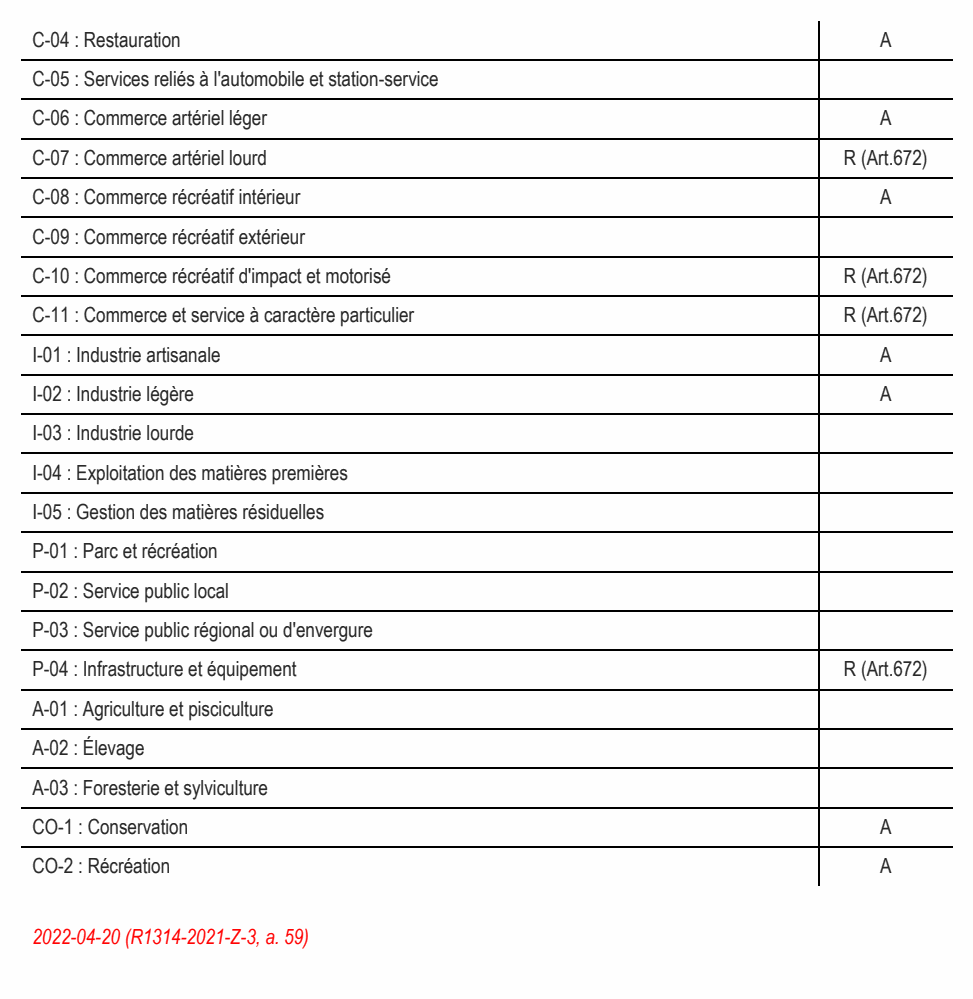 C-04 : Restauration A
C-05 : Services reliés à l'automobile et station-service
C-06 : Commerce artériel léger A
C-07 : Commerce artériel lourd R (Art.672)
C-08 : Commerce récréatif intérieur A
C-09 : Commerce récréatif extérieur
C-10 : Commerce récréatif d'impact et motorisé R (Art.672)
C-11 : Commerce et service à caractère particulier R (Art.672)
I-01 : Industrie artisanale A
I-02 : Industrie légère A
I-03 : Industrie lourde
I-04 : Exploitation des matières premières
I-05 : Gestion des matières résiduelles
P-01 : Parc et récréation
P-02 : Service public local
P-03 : Service public régional ou d'envergure
P-04 : Infrastructure et équipement R (Art.672)
A-01 : Agriculture et pisciculture
A-02 : Élevage
A-03 : Foresterie et sylviculture
CO-1 : Conservation A
CO-2 : Récréation A
2022-04-20 (R1314-2021-Z-3, a. 59)